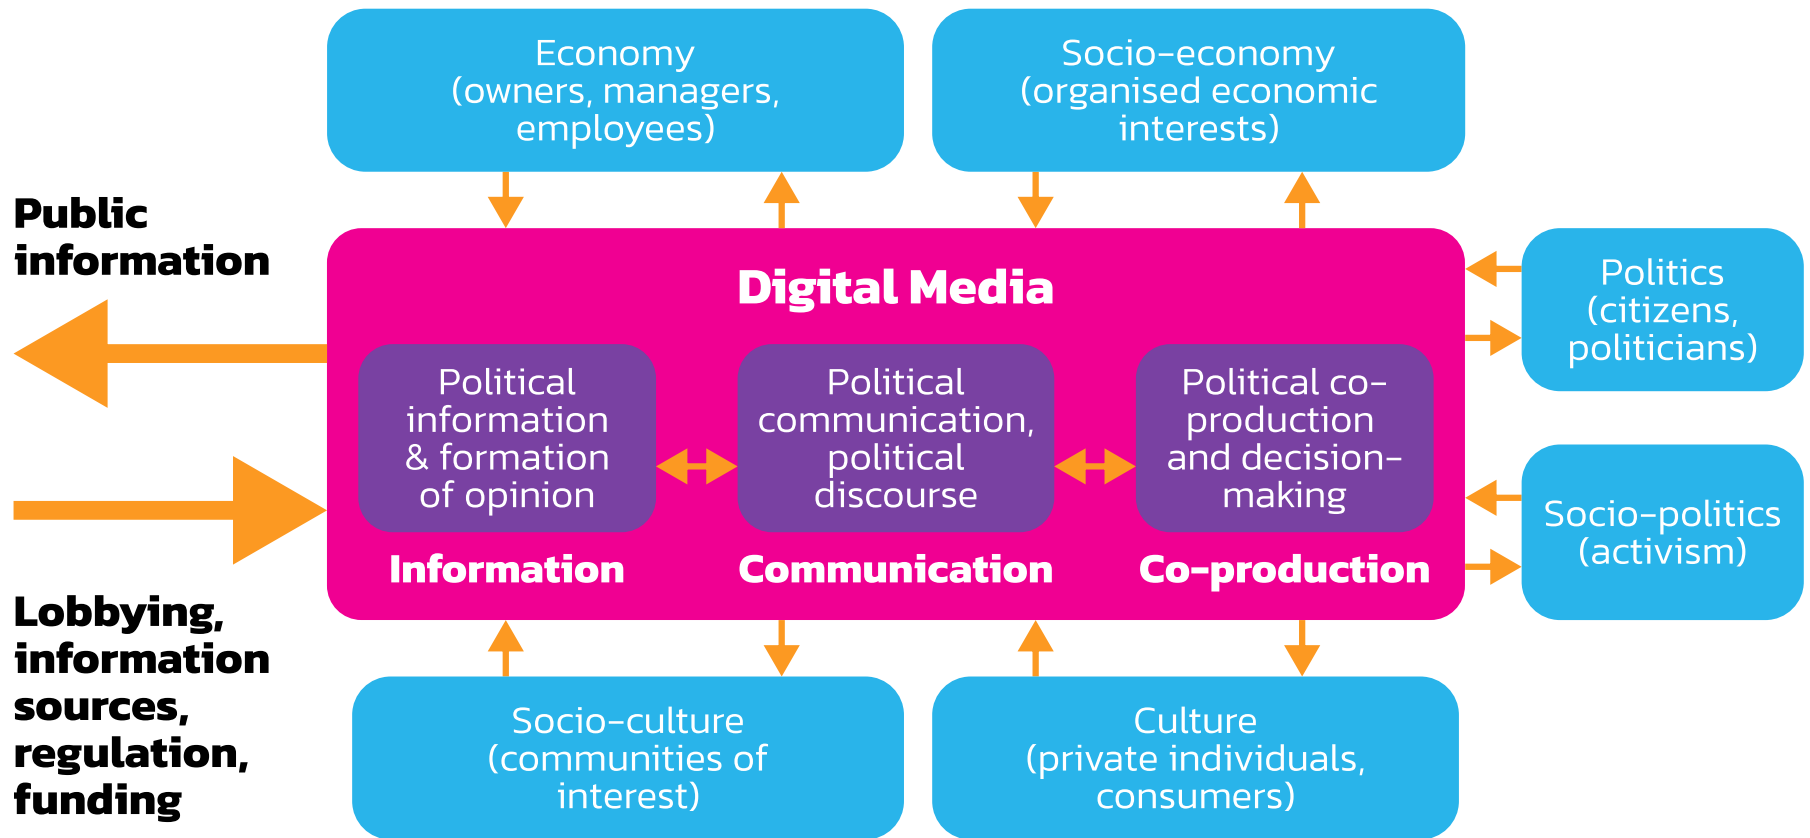 Economy
(owners, managers,
employees)
Socio-economy
(organised economic
interests)
Public
information
Digital Media
Politics
(citizens,
politicians)
Political
information
& formation
of opinion
Political
communication,
political
discourse
Political co-
production
and decision-
making
Information
Communication
Co-production
Socio-politics
(activism)
Lobbying,
information
sources,
regulation,
funding
Socio-culture
(communities of
interest)
Culture
(private individuals,
consumers)